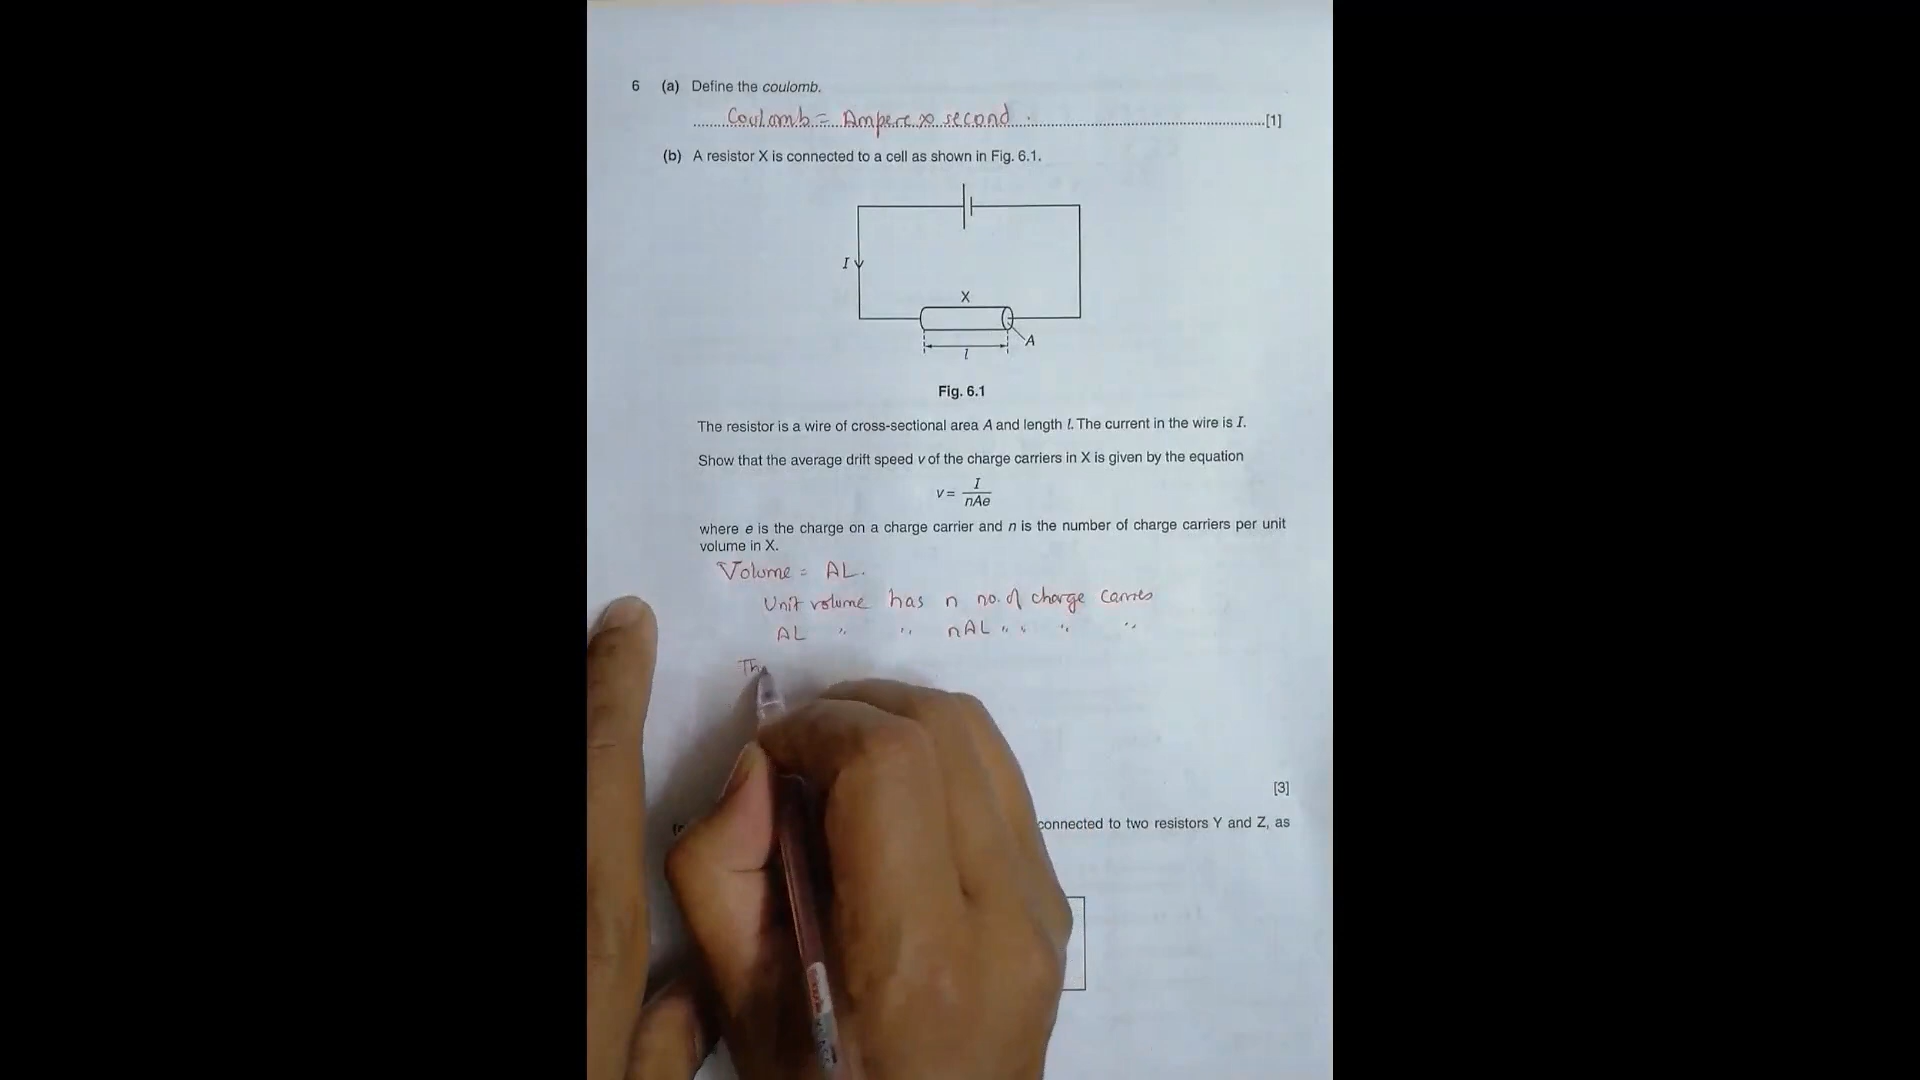 6 (a) Define the coulomb.
Coulomb = Ampere x second. [1]
(b) A resistor X is connected to a cell as shown in Fig. 6.1.
I
X
A
l
Fig. 6.1
The resistor is a wire of cross-sectional area A and length l. The current in the wire is I.
Show that the average drift speed v of the charge carriers in X is given by the equation
v = I / nAe
where e is the charge on a charge carrier and n is the number of charge carriers per unit
volume in X.
Volume = AL.
Unit volume has n no. of charge carries
AL " " nAL " " " "
Th
[3]
connected to two resistors Y and Z, as